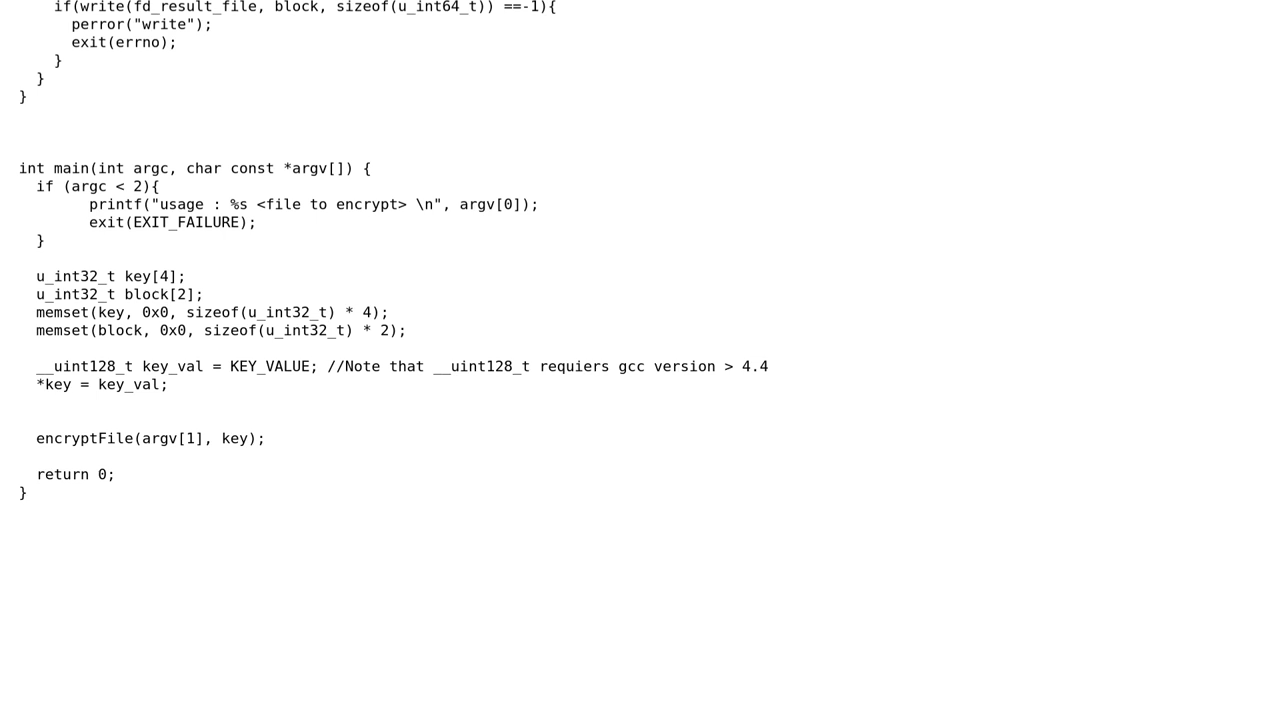 if(write(fd_result_file, block, sizeof(u_int64_t)) ==-1){
      perror("write");
      exit(errno);
    }
  }
}
int main(int argc, char const *argv[]) {
  if (argc < 2){
        printf("usage : %s <file to encrypt> \n", argv[0]);
        exit(EXIT_FAILURE);
  }
  u_int32_t key[4];
  u_int32_t block[2];
  memset(key, 0x0, sizeof(u_int32_t) * 4);
  memset(block, 0x0, sizeof(u_int32_t) * 2);
  __uint128_t key_val = KEY_VALUE; //Note that __uint128_t requiers gcc version > 4.4
  *key = key_val;
  encryptFile(argv[1], key);
  return 0;
}